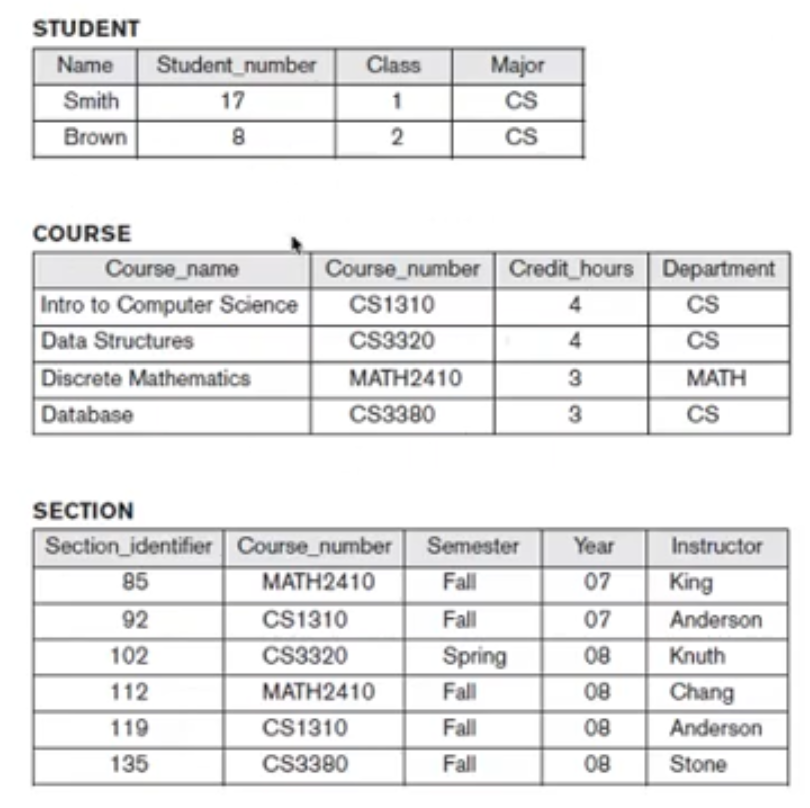 STUDENT
Name Student_number Class Major
Smith 17 1 CS
Brown 8 2 CS
COURSE
Course_name Course_number Credit_hours Department
Intro to Computer Science CS1310 4 CS
Data Structures CS3320 4 CS
Discrete Mathematics MATH2410 3 MATH
Database CS3380 3 CS
SECTION
Section_identifier Course_number Semester Year Instructor
85 MATH2410 Fall 07 King
92 CS1310 Fall 07 Anderson
102 CS3320 Spring 08 Knuth
112 MATH2410 Fall 08 Chang
119 CS1310 Fall 08 Anderson
135 CS3380 Fall 08 Stone